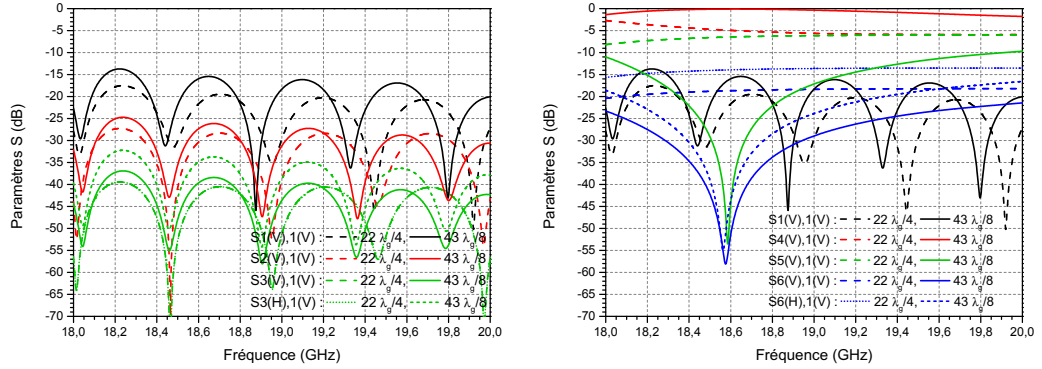 0
-5
-10
-15
-20
-25
-30
-35
-40
-45
-50
-55
-60
-65
-70
Paramètres S (dB)
S1(V),1(V) : 22 λg/4, 43 λg/8
S2(V),1(V) : 22 λg/4, 43 λg/8
S3(V),1(V) : 22 λg/4, 43 λg/8
S3(H),1(V) : 22 λg/4, 43 λg/8
18,0 18,2 18,4 18,6 18,8 19,0 19,2 19,4 19,6 19,8 20,0
Fréquence (GHz)
0
-5
-10
-15
-20
-25
-30
-35
-40
-45
-50
-55
-60
-65
-70
Paramètres S (dB)
S1(V),1(V) : 22 λg/4, 43 λg/8
S4(V),1(V) : 22 λg/4, 43 λg/8
S5(V),1(V) : 22 λg/4, 43 λg/8
S6(V),1(V) : 22 λg/4, 43 λg/8
S6(H),1(V) : 22 λg/4, 43 λg/8
18,0 18,2 18,4 18,6 18,8 19,0 19,2 19,4 19,6 19,8 20,0
Fréquence (GHz)